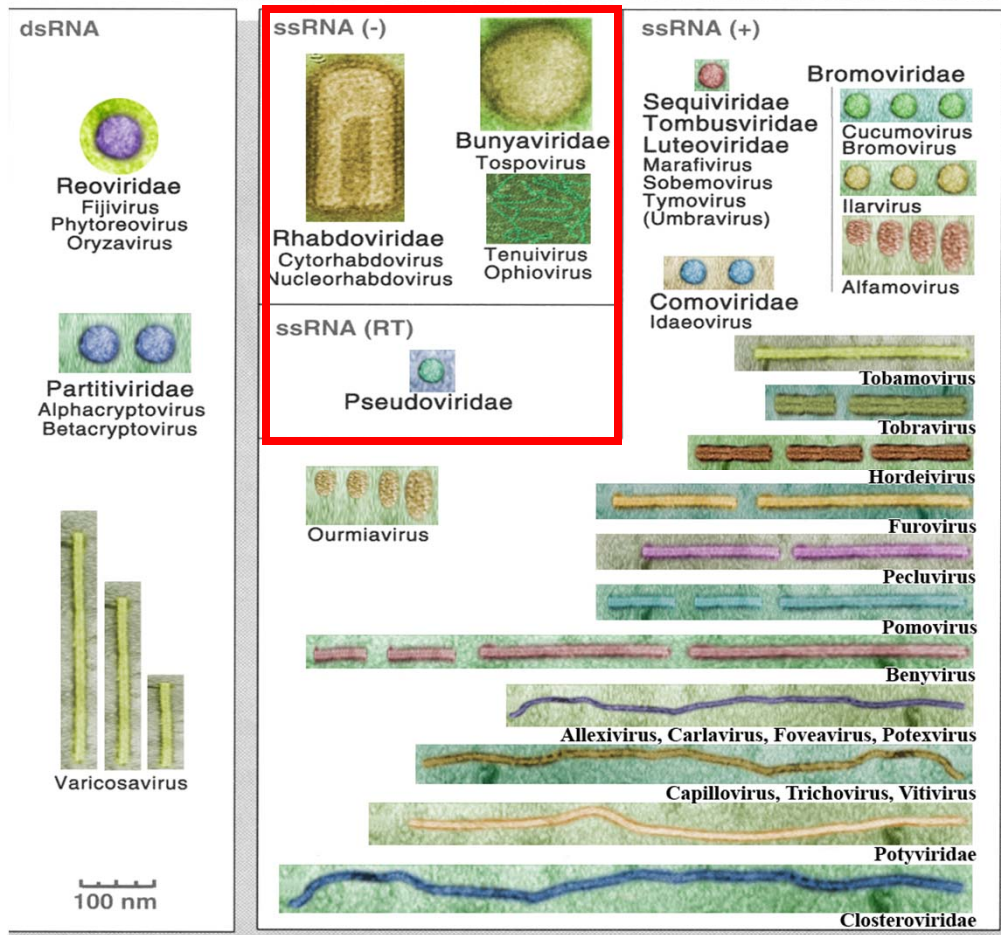 dsRNA
Reoviridae
Fijivirus
Phytoreovirus
Oryzavirus
Partitiviridae
Alphacryptovirus
Betacryptovirus
Varicosavirus
100 nm
ssRNA (-)
Rhabdoviridae
Cytorhabdovirus
Nucleorhabdovirus
Bunyaviridae
Tospovirus
Tenuivirus
Ophiovirus
ssRNA (RT)
Pseudoviridae
ssRNA (+)
Sequiviridae
Tombusviridae
Luteoviridae
Marafivirus
Sobemovirus
Tymovirus
(Umbravirus)
Bromoviridae
Cucumovirus
Bromovirus
Ilarvirus
Alfamovirus
Comoviridae
Idaeovirus
Ourmiavirus
Tobamovirus
Tobravirus
Hordeivirus
Furovirus
Pecluvirus
Pomovirus
Benyvirus
Allexivirus, Carlavirus, Foveavirus, Potexvirus
Capillovirus, Trichovirus, Vitivirus
Potyviridae
Closteroviridae